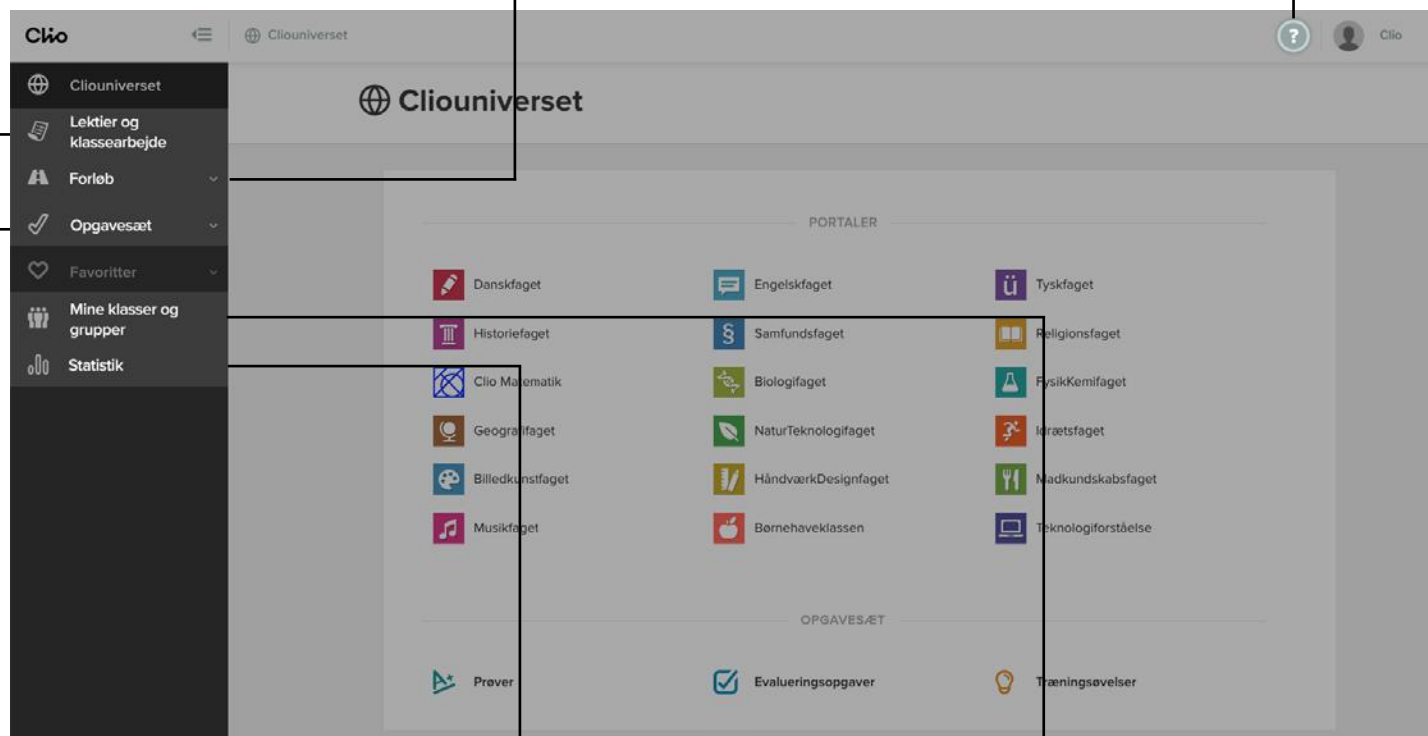 Clio
Cliouniverset
?
Clio
Cliouniverset
Lektier og
klassearbejde
Forløb
Opgavesæt
Favoritter
Mine klasser og
grupper
Statistik
Cliouniverset
PORTALER
Danskfaget
Engelskfaget
ü Tyskfaget
Historiefaget
§ Samfundsfaget
Religionsfaget
Clio Matematik
Biologifaget
FysikKemifaget
Geografifaget
NaturTeknologifaget
Idrætsfaget
Billedkunstfaget
HåndværkDesignfaget
Madkundskabsfaget
Musikfaget
Børnehaveklassen
Teknologiforståelse
OPGAVESÆT
A+ Prøver
Evalueringsopgaver
Træningsøvelser